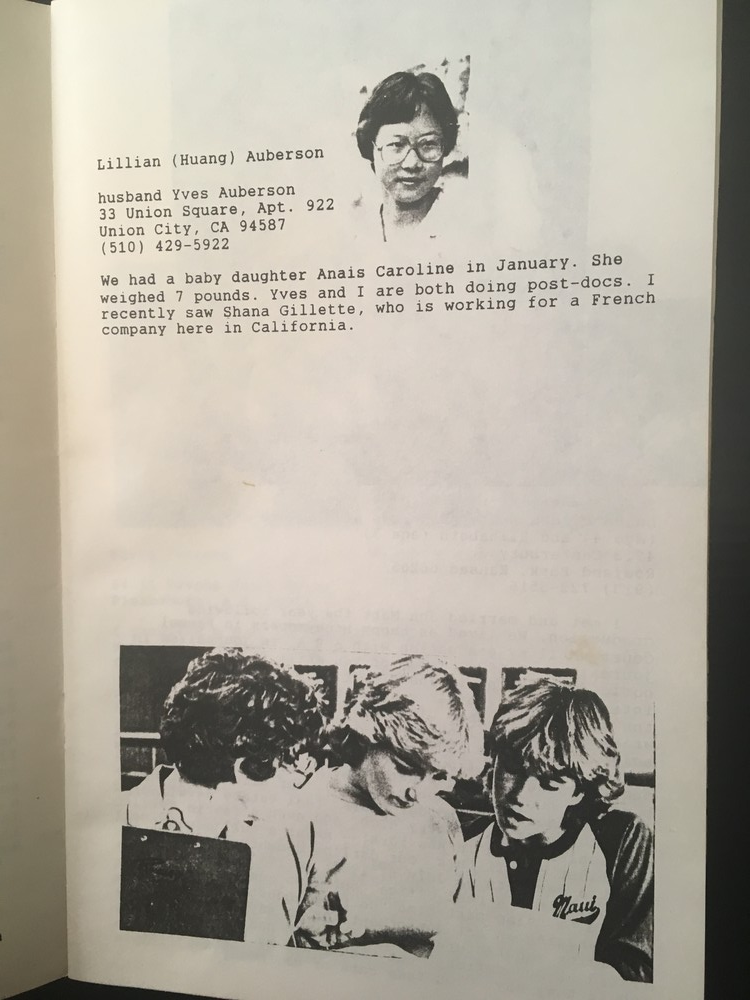 Lillian (Huang) Auberson
husband Yves Auberson
33 Union Square, Apt. 922
Union City, CA 94587
(510) 429-5922
We had a baby daughter Anais Caroline in January. She
weighed 7 pounds. Yves and I are both doing post-docs. I
recently saw Shana Gillette, who is working for a French
company here in California.
Maui